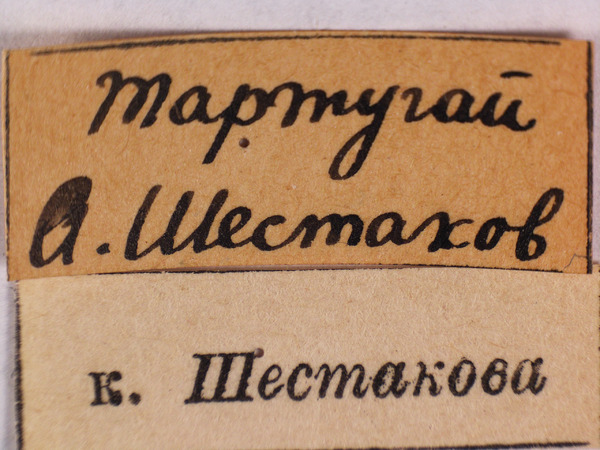 Тартугай
А. Шестаков
к. Шестакова